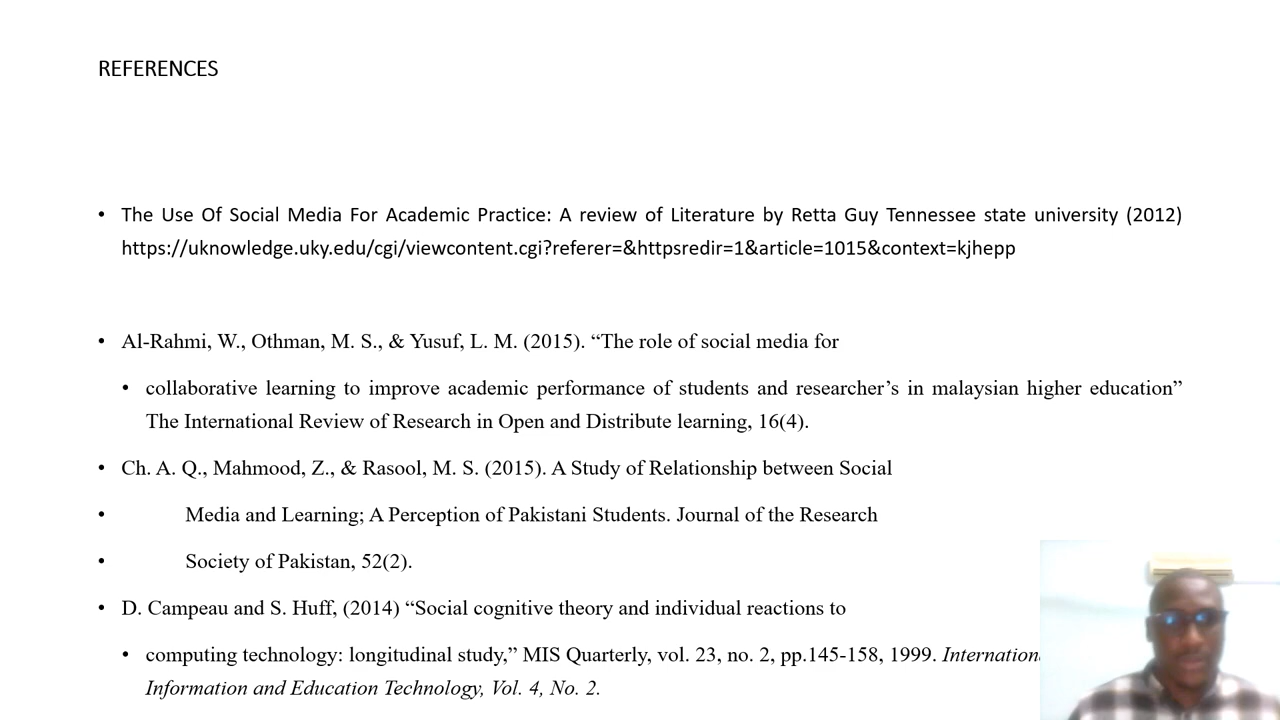 REFERENCES
• The Use Of Social Media For Academic Practice: A review of Literature by Retta Guy Tennessee state university (2012)
https://uknowledge.uky.edu/cgi/viewcontent.cgi?referer=&httpsredir=1&article=1015&context=kjhepp
• Al-Rahmi, W., Othman, M. S., & Yusuf, L. M. (2015). “The role of social media for
• collaborative learning to improve academic performance of students and researcher’s in malaysian higher education”
The International Review of Research in Open and Distribute learning, 16(4).
• Ch. A. Q., Mahmood, Z., & Rasool, M. S. (2015). A Study of Relationship between Social
• Media and Learning; A Perception of Pakistani Students. Journal of the Research
• Society of Pakistan, 52(2).
• D. Campeau and S. Huff, (2014) “Social cognitive theory and individual reactions to
• computing technology: longitudinal study,” MIS Quarterly, vol. 23, no. 2, pp.145-158, 1999.
Information and Education Technology, Vol. 4, No. 2.